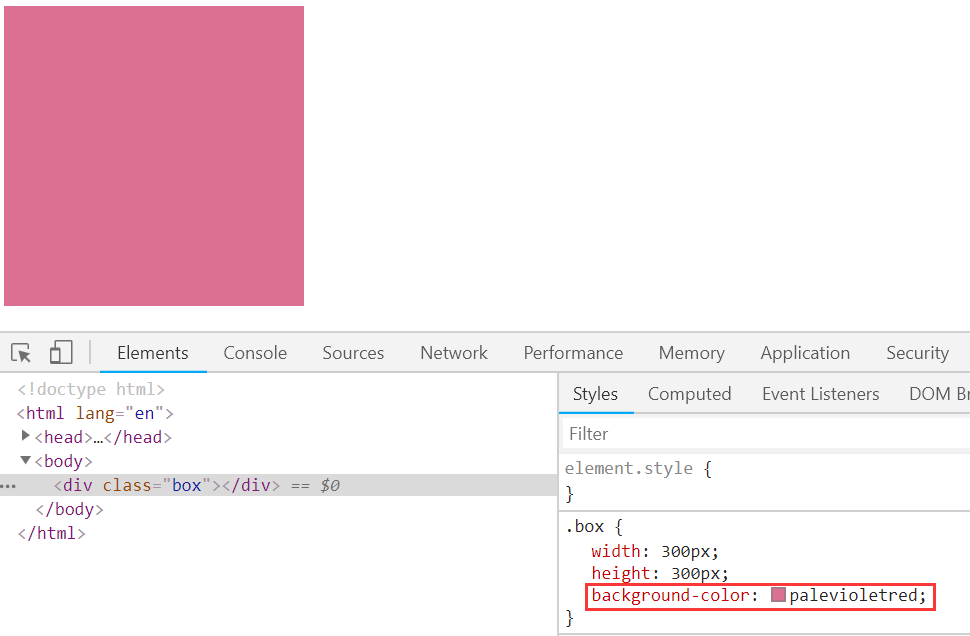 Elements Console Sources Network Performance Memory Application Security
<!doctype html>
<html lang="en">
<head>…</head>
<body>
<div class="box"></div> == $0
</body>
</html>
Styles Computed Event Listeners DOM Br
Filter
element.style {
}
.box {
width: 300px;
height: 300px;
background-color: palevioletred;
}